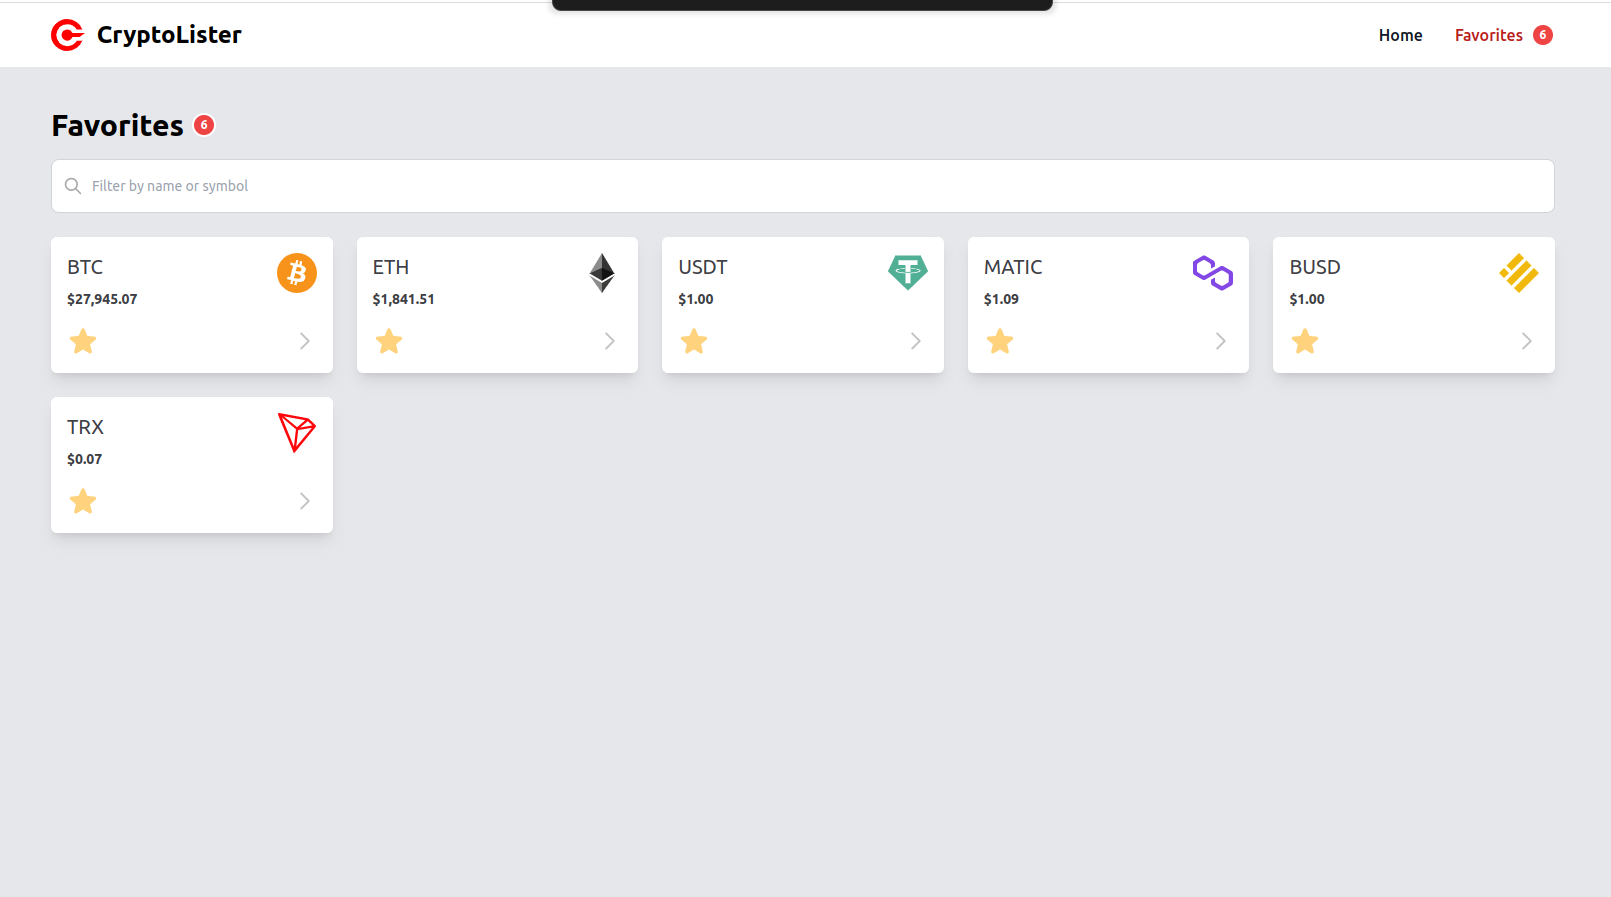 CryptoLister
Home
Favorites 6
Favorites 6
Filter by name or symbol
BTC
$27,945.07
ETH
$1,841.51
USDT
$1.00
MATIC
$1.09
BUSD
$1.00
TRX
$0.07